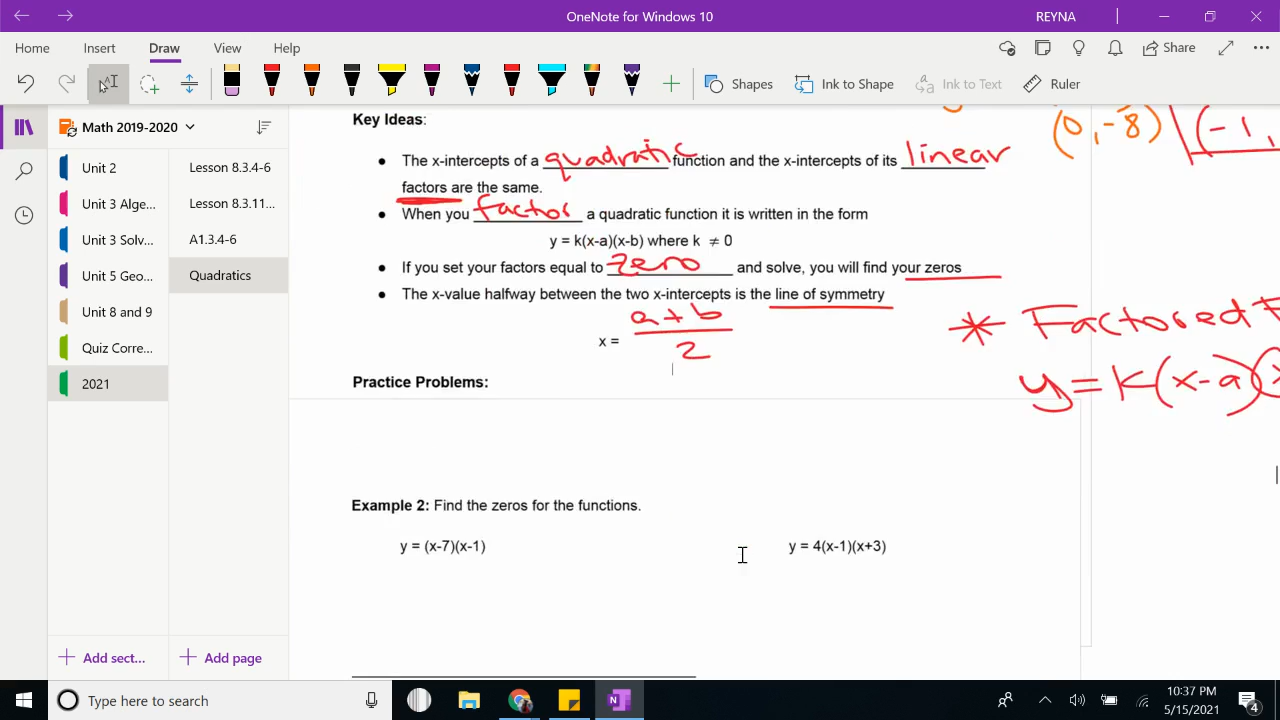 OneNote for Windows 10
REYNA
Home Insert Draw View Help
Share
Shapes Ink to Shape Ink to Text Ruler
Math 2019-2020
Unit 2
Unit 3 Alge...
Unit 3 Solv...
Unit 5 Geo...
Unit 8 and 9
Quiz Corre...
2021
Lesson 8.3.4-6
Lesson 8.3.11...
A1.3.4-6
Quadratics
Add sect...
Add page
Key Ideas:
(0, -8) (-1,
• The x-intercepts of a quadratic function and the x-intercepts of its linear
factors are the same.
• When you factor a quadratic function it is written in the form
y = k(x-a)(x-b) where k ≠ 0
• If you set your factors equal to zero and solve, you will find your zeros
• The x-value halfway between the two x-intercepts is the line of symmetry
x = a+b
2
* Factored F
y=k(x-a)(x
Practice Problems:
Example 2: Find the zeros for the functions.
y = (x-7)(x-1)
y = 4(x-1)(x+3)
Type here to search
10:37 PM
5/15/2021
4